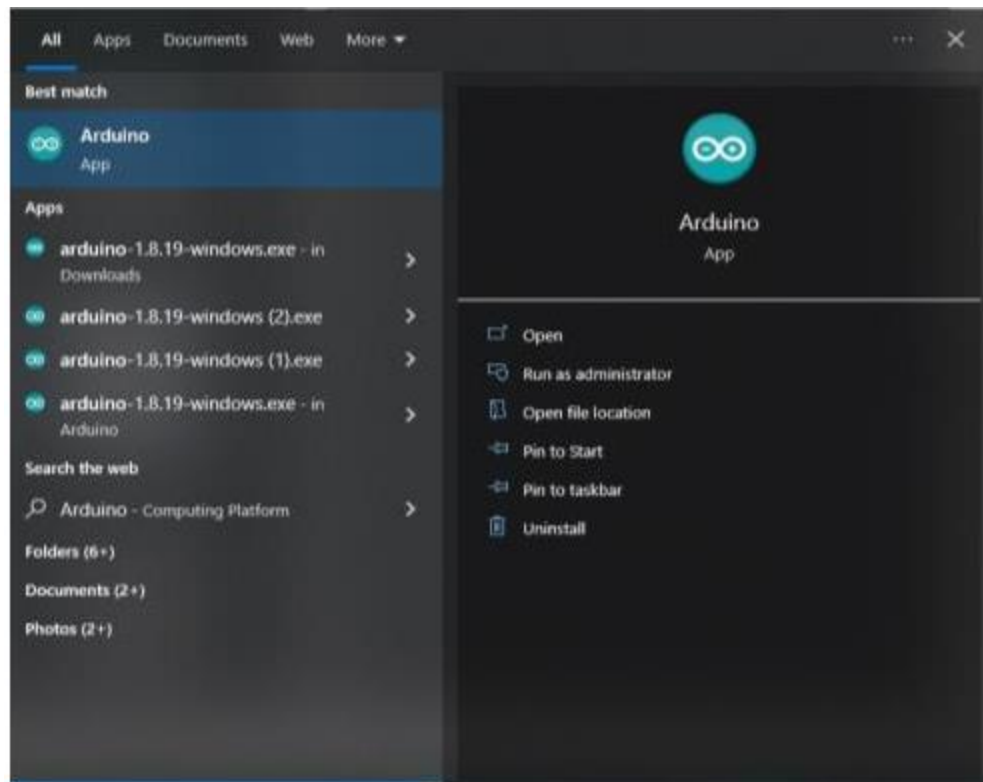 All Apps Documents Web More
Best match
Arduino
App
Apps
arduino-1.8.19-windows.exe - in
Downloads
arduino-1.8.19-windows (2).exe
arduino-1.8.19-windows (1).exe
arduino-1.8.19-windows.exe - in
Arduino
Search the web
Arduino - Computing Platform
Folders (6+)
Documents (2+)
Photos (2+)
Arduino
App
Open
Run as administrator
Open file location
Pin to Start
Pin to taskbar
Uninstall